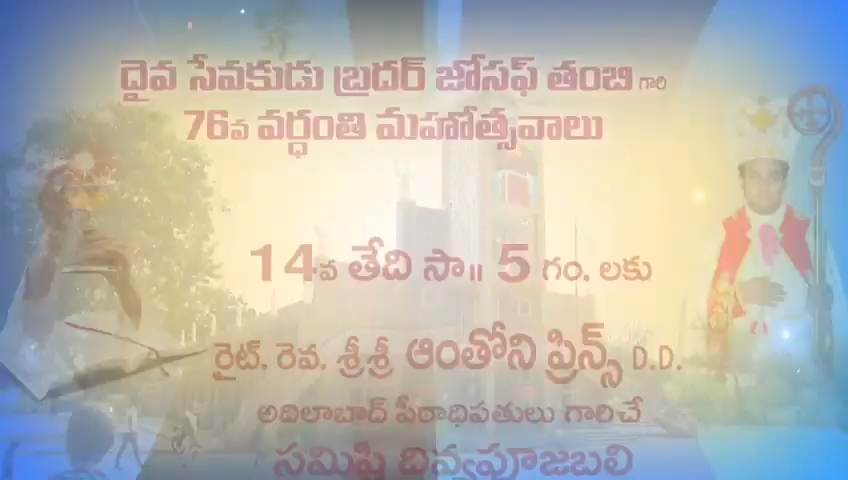 దైవ సేవకుడు బ్రదర్ జోసఫ్ తంబి గారి
76వ వర్ధంతి మహోత్సవాలు
14వ తేది సా॥ 5 గం. లకు
రైట్. రెవ. శ్రీశ్రీ ఆంతోని ప్రిన్స్ D.D.
అదిలాబాద్ పీఠాధిపతులు గారిచే
సమిష్టి దివ్యపూజబలి